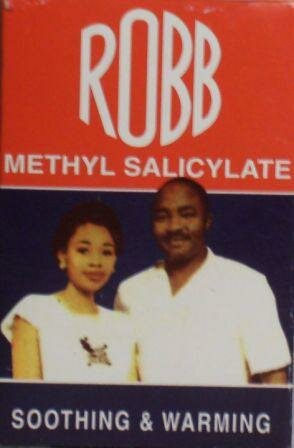 ROBB
METHYL SALICYLATE
SOOTHING & WARMING